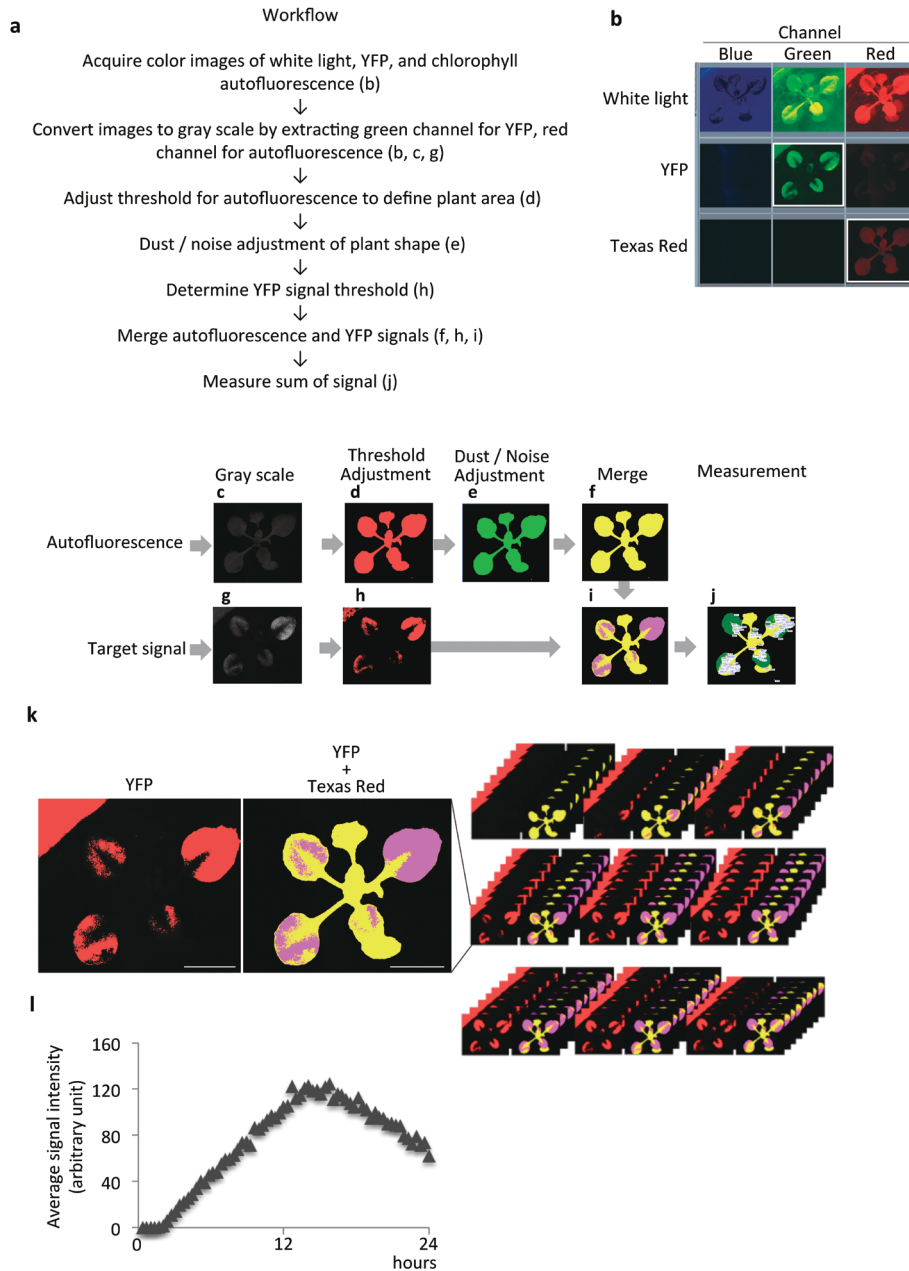 a
Workflow
Acquire color images of white light, YFP, and chlorophyll
autofluorescence (b)
↓
Convert images to gray scale by extracting green channel for YFP, red
channel for autofluorescence (b, c, g)
↓
Adjust threshold for autofluorescence to define plant area (d)
↓
Dust / noise adjustment of plant shape (e)
↓
Determine YFP signal threshold (h)
↓
Merge autofluorescence and YFP signals (f, h, i)
↓
Measure sum of signal (j)
b
Channel
Blue Green Red
White light
YFP
Texas Red
Gray scale
Threshold
Adjustment
Dust / Noise
Adjustment
Merge
Measurement
c
d
e
f
Autofluorescence
g
h
i
j
Target signal
k
YFP
YFP
+
Texas Red
l
Average signal intensity
(arbitrary unit)
160
120
80
40
0
0 12 24
hours